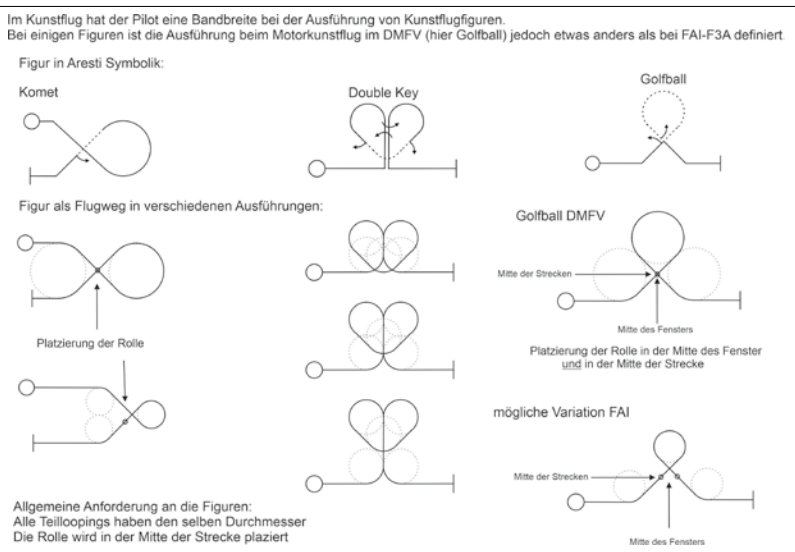 Im Kunstflug hat der Pilot eine Bandbreite bei der Ausführung von Kunstflugfiguren.
Bei einigen Figuren ist die Ausführung beim Motorkunstflug im DMFV (hier Golfball) jedoch etwas anders als bei FAI-F3A definiert.
Figur in Aresti Symbolik:
Komet
Double Key
Golfball
Figur als Flugweg in verschiedenen Ausführungen:
Golfball DMFV
Mitte der Strecken
Mitte des Fensters
Platzierung der Rolle
Platzierung der Rolle in der Mitte des Fenster
und in der Mitte der Strecke
mögliche Variation FAI
Mitte der Strecken
Mitte des Fensters
Allgemeine Anforderung an die Figuren:
Alle Teilloopings haben den selben Durchmesser
Die Rolle wird in der Mitte der Strecke plaziert